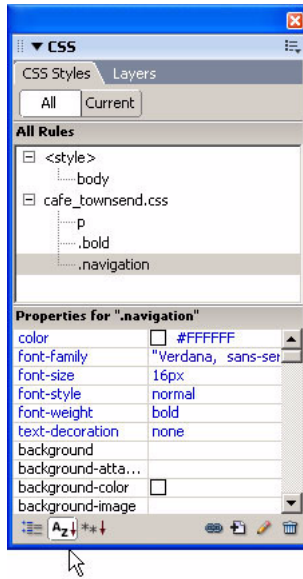 CSS
CSS Styles Layers
All Current
All Rules
<style>
body
cafe_townsend.css
p
.bold
.navigation
Properties for ".navigation"
color #FFFFFF
font-family "Verdana, sans-ser
font-size 16px
font-style normal
font-weight bold
text-decoration none
background
background-atta...
background-color
background-image
Az↓ **↓